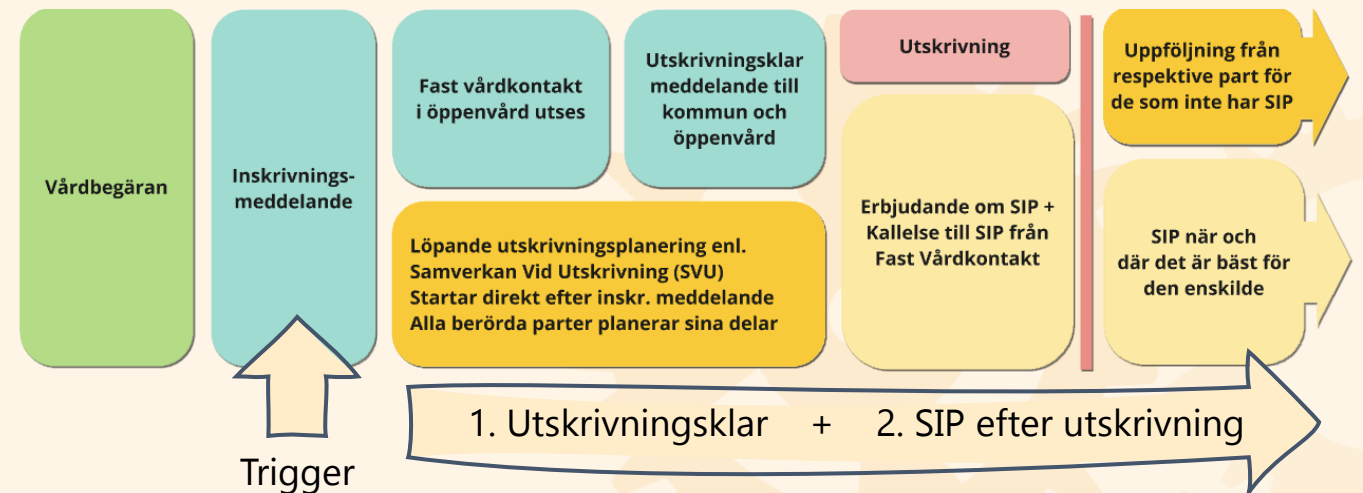 Vårdbegäran
Inskrivnings-
meddelande
Fast vårdkontakt
i öppenvård utses
Utskrivningsklar
meddelande till
kommun och
öppenvård
Löpande utskrivningsplanering enl.
Samverkan Vid Utskrivning (SVU)
Startar direkt efter inskr. meddelande
Alla berörda parter planerar sina delar
Utskrivning
Erbjudande om SIP +
Kallelse till SIP från
Fast Vårdkontakt
Uppföljning från
respektive part för
de som inte har SIP
SIP när och
där det är bäst för
den enskilde
1. Utskrivningsklar + 2. SIP efter utskrivning
Trigger